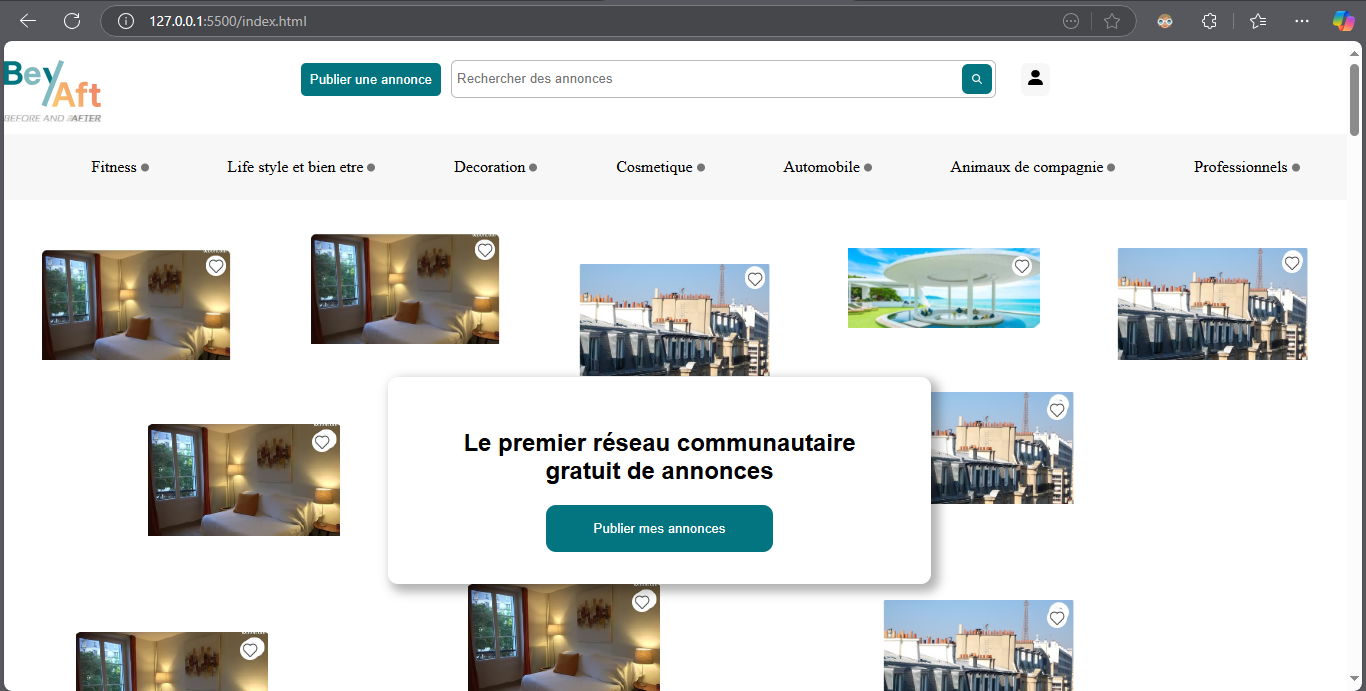 127.0.0.1:5500/index.html
Bey/Aft
BEFORE AND AFTER
Publier une annonce
Rechercher des annonces
Fitness
Life style et bien etre
Decoration
Cosmetique
Automobile
Animaux de compagnie
Professionnels
Le premier réseau communautaire
gratuit de annonces
Publier mes annonces